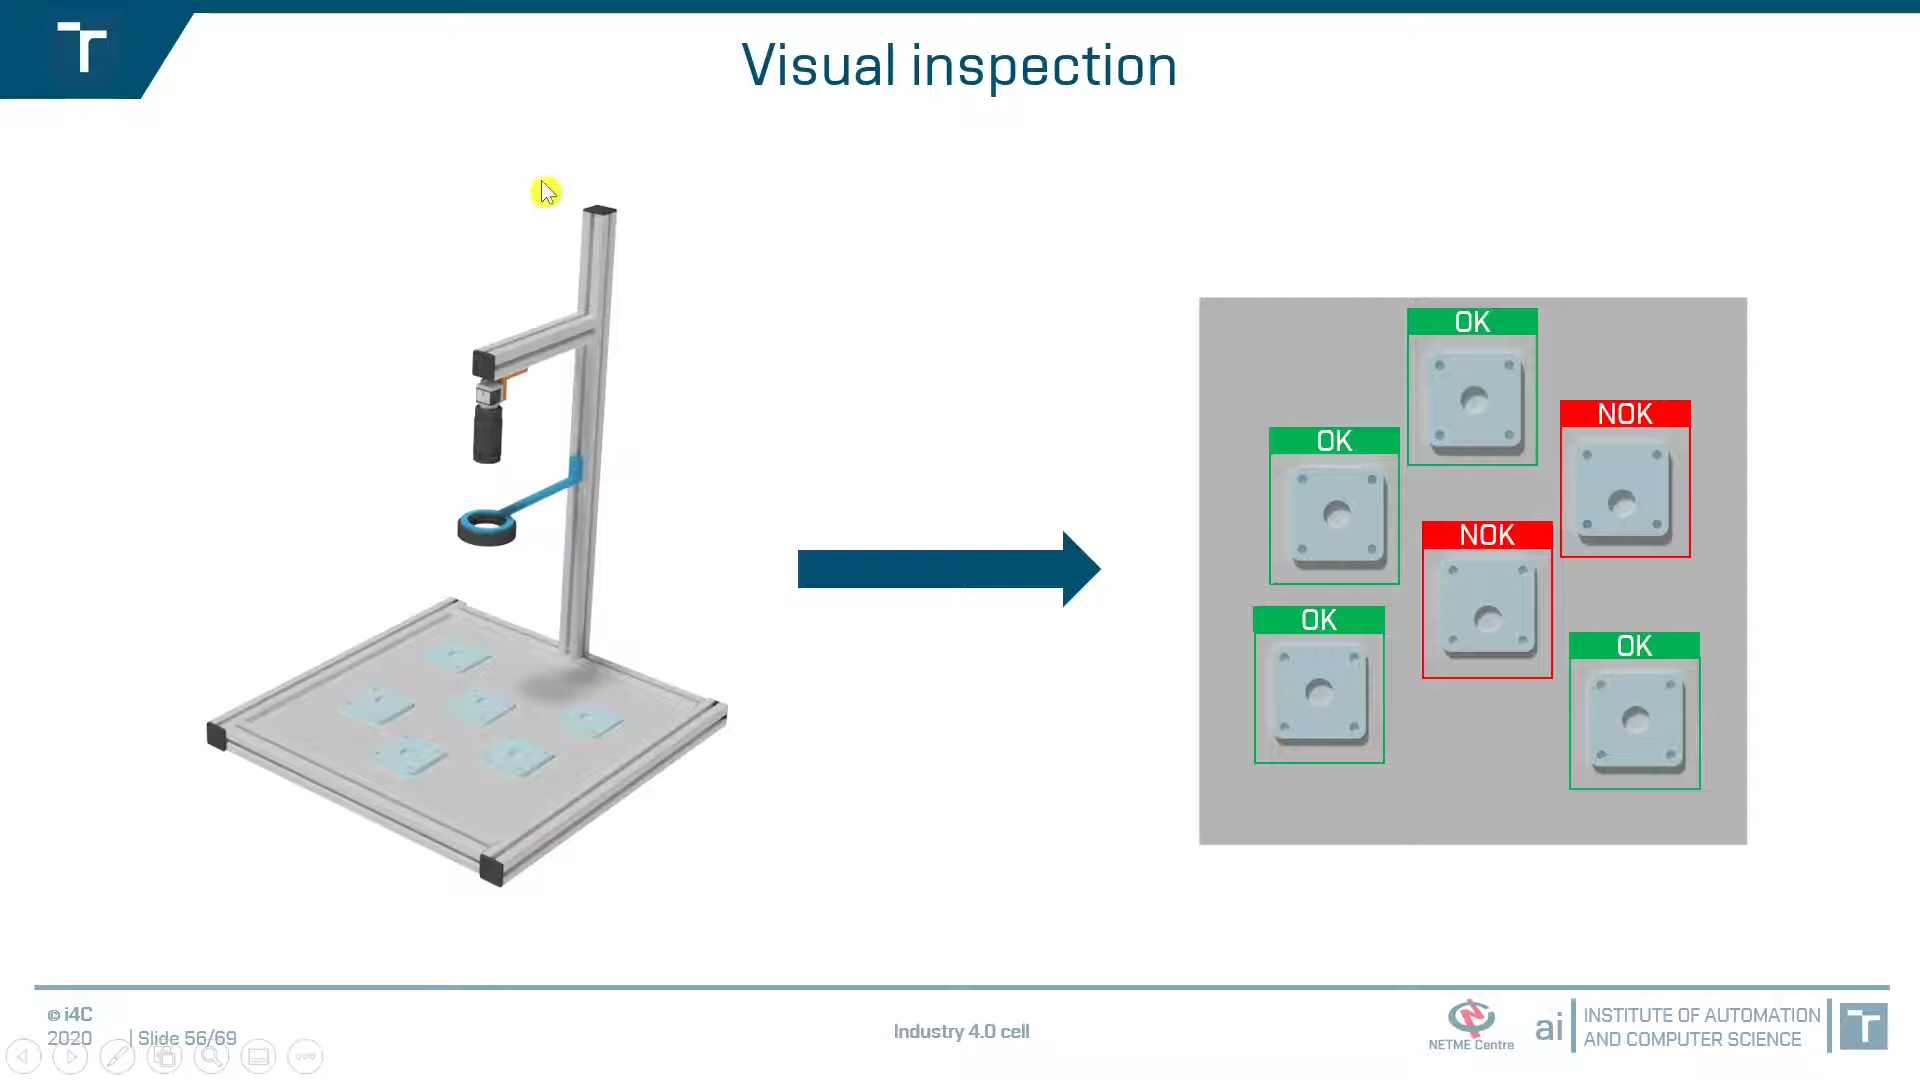 Visual inspection
OK
NOK
OK
NOK
OK
OK
© i4C
2020 | Slide 56/69
Industry 4.0 cell
NETME Centre
ai
INSTITUTE OF AUTOMATION
AND COMPUTER SCIENCE